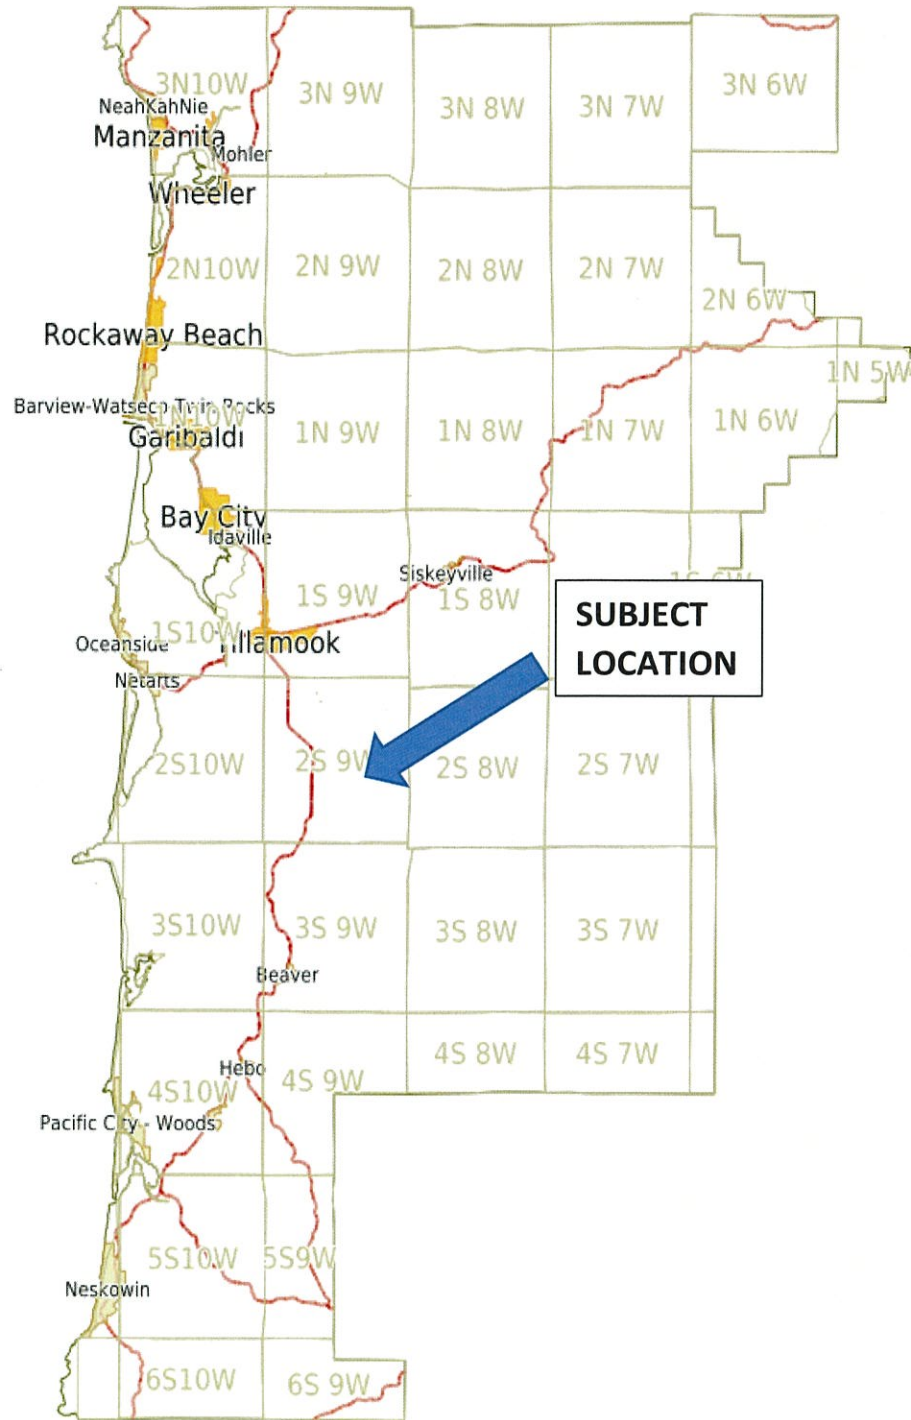 3N10W
3N 9W
3N 8W
3N 7W
3N 6W
NeahKahNie
Manzanita
Mohler
Wheeler
2N10W
2N 9W
2N 8W
2N 7W
2N 6W
Rockaway Beach
1N 5W
Barview-Watseco-Twin Rocks
1N10W
Garibaldi
1N 9W
1N 8W
1N 7W
1N 6W
Bay City
Idaville
Siskeyville
1S 9W
1S 8W
1S 6W
SUBJECT
LOCATION
1S10W
Tillamook
Oceanside
Netarts
2S10W
2S 9W
2S 8W
2S 7W
3S10W
3S 9W
3S 8W
3S 7W
Beaver
Hebo
4S10W
4S 9W
4S 8W
4S 7W
Pacific City - Woods
5S10W
5S9W
Neskowin
6S10W
6S 9W